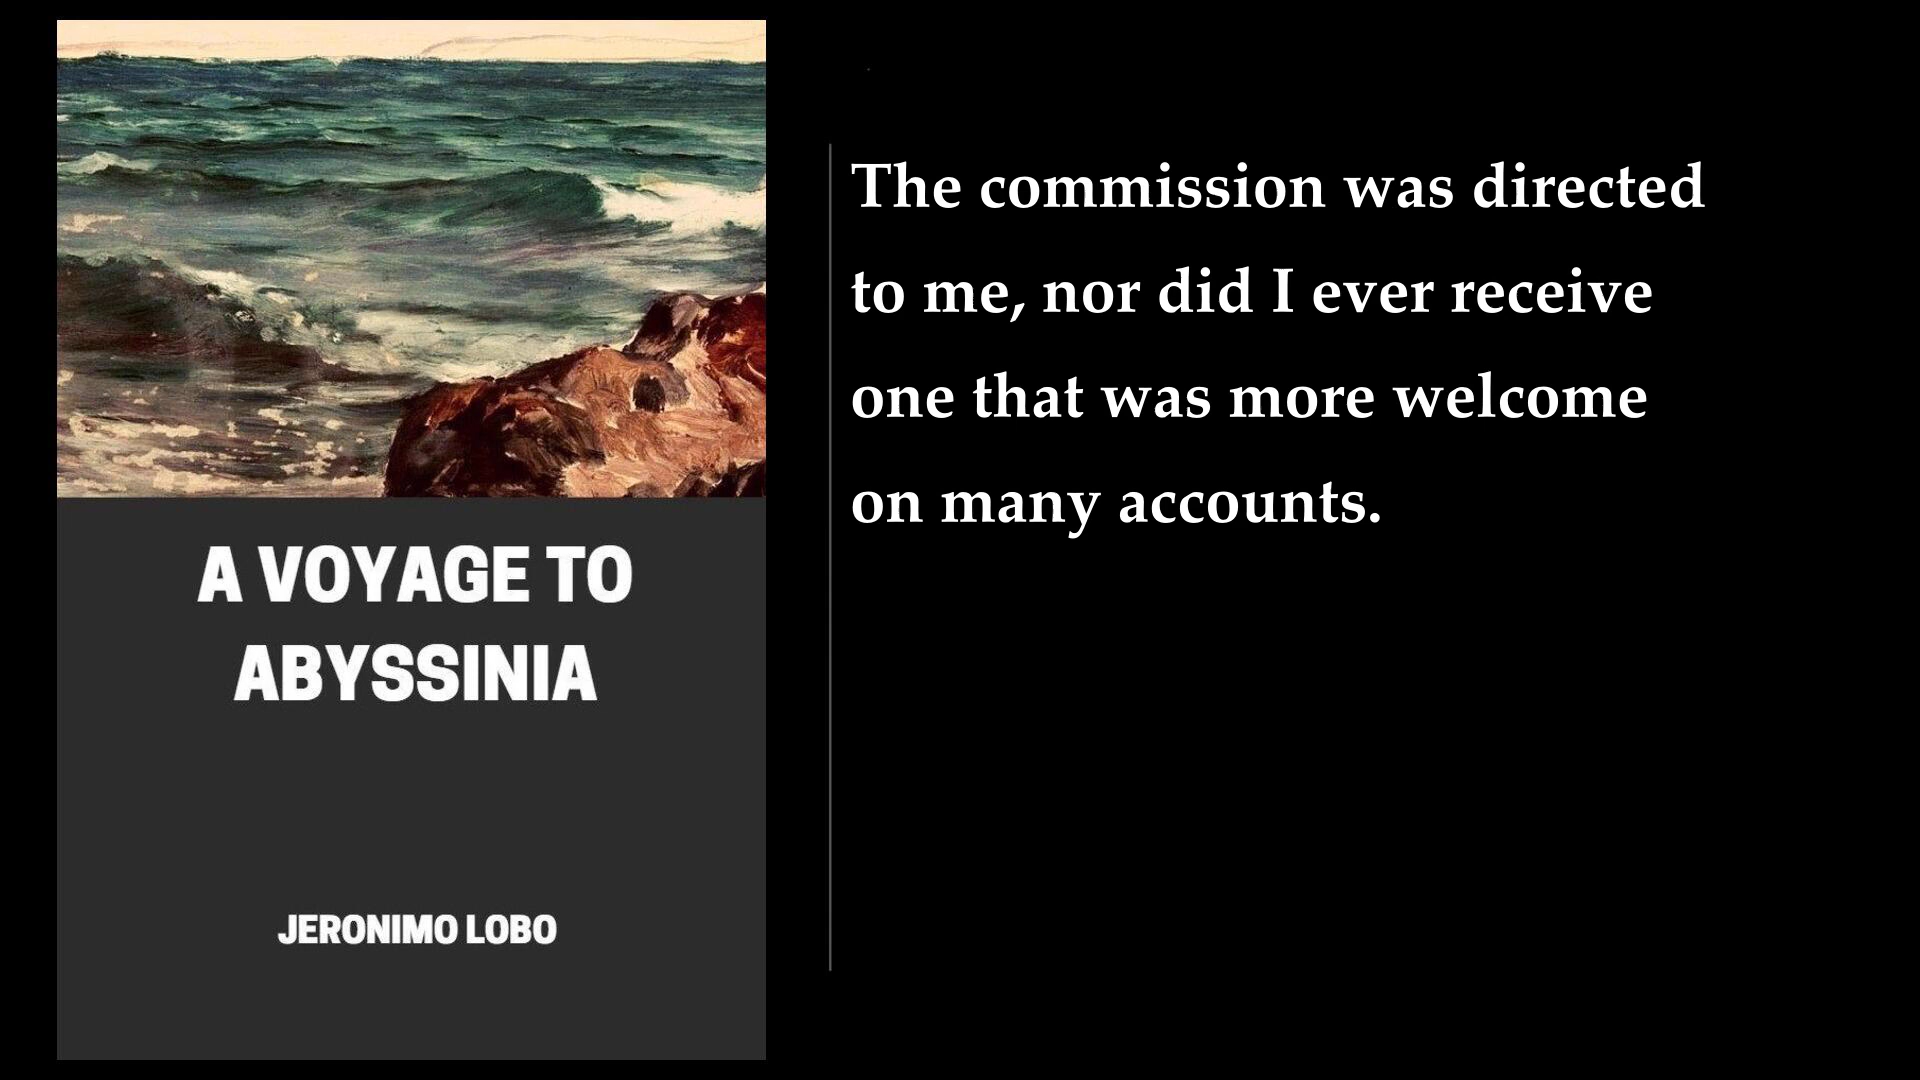 A VOYAGE TO
ABYSSINIA
JERONIMO LOBO
The commission was directed
to me, nor did I ever receive
one that was more welcome
on many accounts.